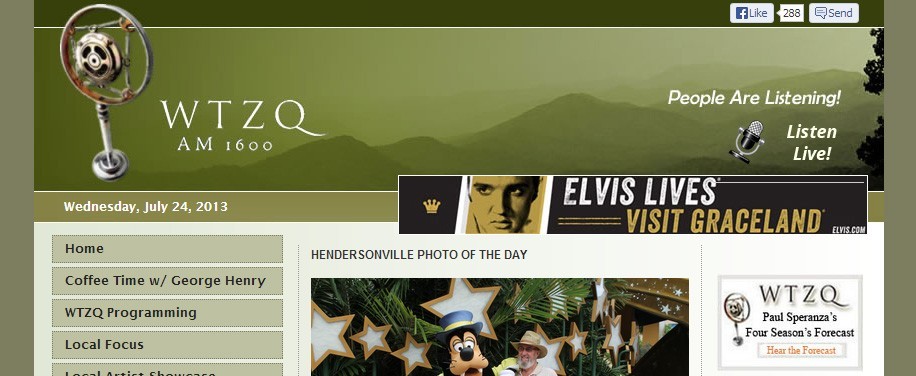 Like
288
Send
WTZQ
AM 1600
People Are Listening!
Listen
Live!
Wednesday, July 24, 2013
ELVIS LIVES
VISIT GRACELAND
ELVIS.COM
Home
Coffee Time w/ George Henry
WTZQ Programming
Local Focus
Local Artist Showcase
HENDERSONVILLE PHOTO OF THE DAY
WTZQ
Paul Speranza's
Four Season's Forecast
Hear the Forecast